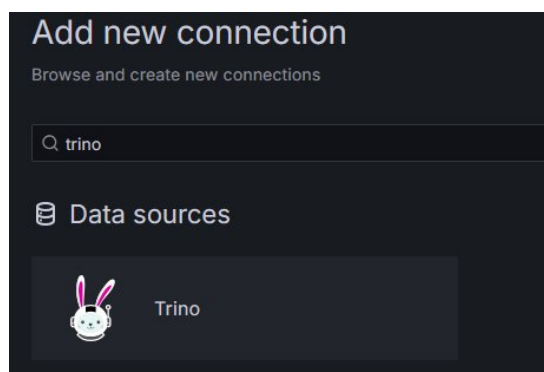 Add new connection
Browse and create new connections
trino
Data sources
Trino